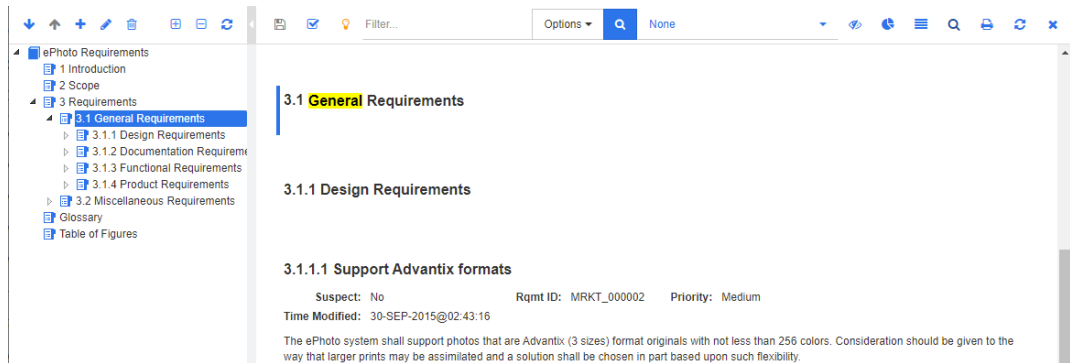 Filter...
Options
None
ePhoto Requirements
1 Introduction
2 Scope
3 Requirements
3.1 General Requirements
3.1.1 Design Requirements
3.1.2 Documentation Requireme
3.1.3 Functional Requirements
3.1.4 Product Requirements
3.2 Miscellaneous Requirements
Glossary
Table of Figures
3.1 General Requirements
3.1.1 Design Requirements
3.1.1.1 Support Advantix formats
Suspect: No Rqmt ID: MRKT_000002 Priority: Medium
Time Modified: 30-SEP-2015@02:43:16
The ePhoto system shall support photos that are Advantix (3 sizes) format originals with not less than 256 colors. Consideration should be given to the
way that larger prints may be assimilated and a solution shall be chosen in part based upon such flexibility.